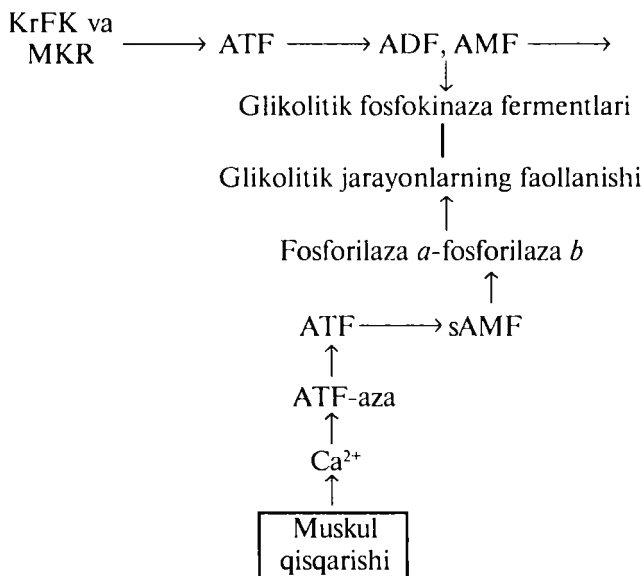 KrFK va
MKR ⟶ ATF ⟶ ADF, AMF ⟶
↓
Glikolitik fosfokinaza fermentlari
|
Glikolitik jarayonlarning faollanishi
↑
Fosforilaza a-fosforilaza b
↑
ATF ⟶ sAMF
↑
ATF-aza
↑
Ca²⁺
↑
Muskul
qisqarishi